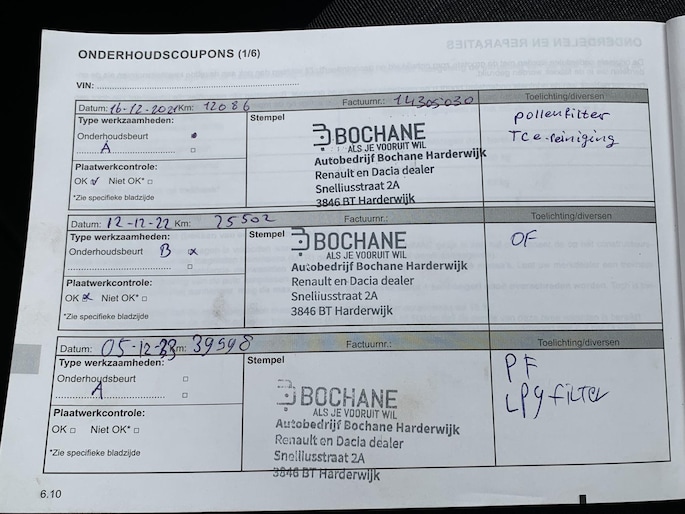 ONDERHOUDSCOUPONS (1/6)
VIN:
Datum: 16-12-2021 Km: 12086 Factuurnr.: 14305030 Toelichting/diversen
Type werkzaamheden: Stempel pollenfilter
Onderhoudsbeurt BOCHANE TCe-reiniging
A ALS JE VOORUIT WIL
Plaatwerkcontrole: Autobedrijf Bochane Harderwijk
OK Niet OK* Renault en Dacia dealer
Snelliusstraat 2A
*Zie specifieke bladzijde 3846 BT Harderwijk
Datum: 12-12-22 Km: 25502 Factuurnr.: Toelichting/diversen
Type werkzaamheden: Stempel OF
Onderhoudsbeurt B x BOCHANE
ALS JE VOORUIT WIL
Plaatwerkcontrole: Autobedrijf Bochane Harderwijk
Renault en Dacia dealer
OK x Niet OK* Snelliusstraat 2A
*Zie specifieke bladzijde 3846 BT Harderwijk
Datum: 05-12-23 Km: 39598 Factuurnr.: Toelichting/diversen
Type werkzaamheden: Stempel PF
Onderhoudsbeurt BOCHANE LPG filter
A ALS JE VOORUIT WIL
Plaatwerkcontrole: Autobedrijf Bochane Harderwijk
OK Niet OK* Renault en Dacia dealer
*Zie specifieke bladzijde Snelliusstraat 2A
3846 BT Harderwijk
6.10